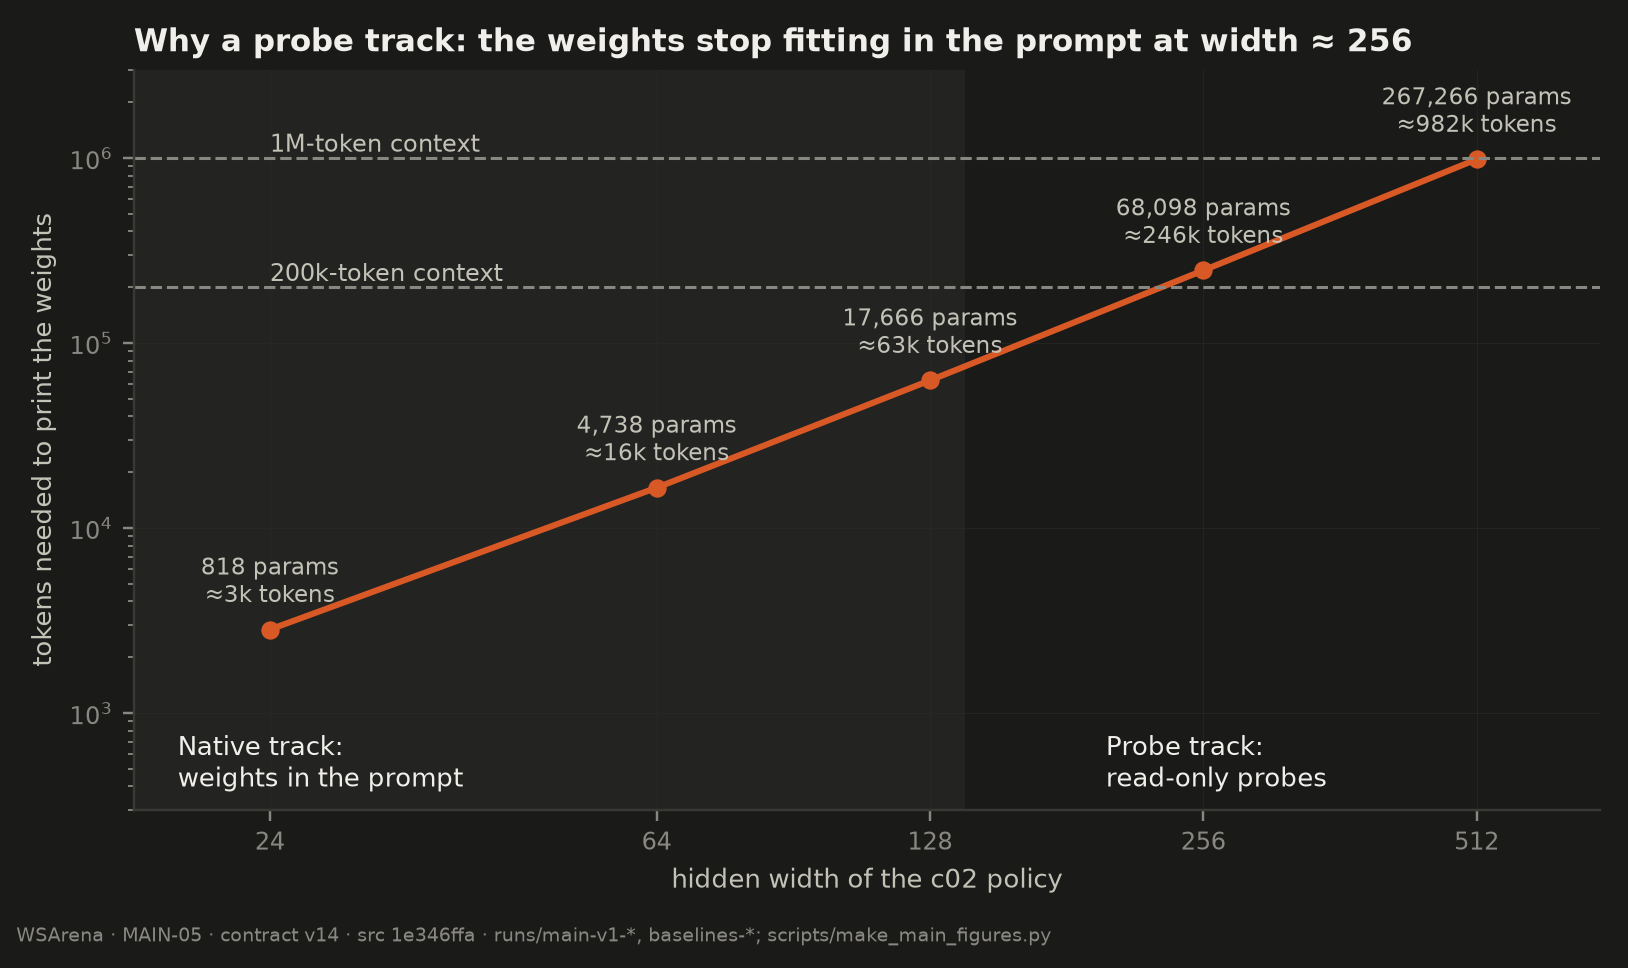 Why a probe track: the weights stop fitting in the prompt at width ≈ 256
267,266 params
≈982k tokens
1M-token context
10⁶
68,098 params
≈246k tokens
200k-token context
17,666 params
≈63k tokens
10⁵
4,738 params
≈16k tokens
10⁴
818 params
≈3k tokens
10³
tokens needed to print the weights
Native track:
weights in the prompt
Probe track:
read-only probes
24
64
128
256
512
hidden width of the c02 policy
WSArena · MAIN-05 · contract v14 · src 1e346ffa · runs/main-v1-*, baselines-*; scripts/make_main_figures.py